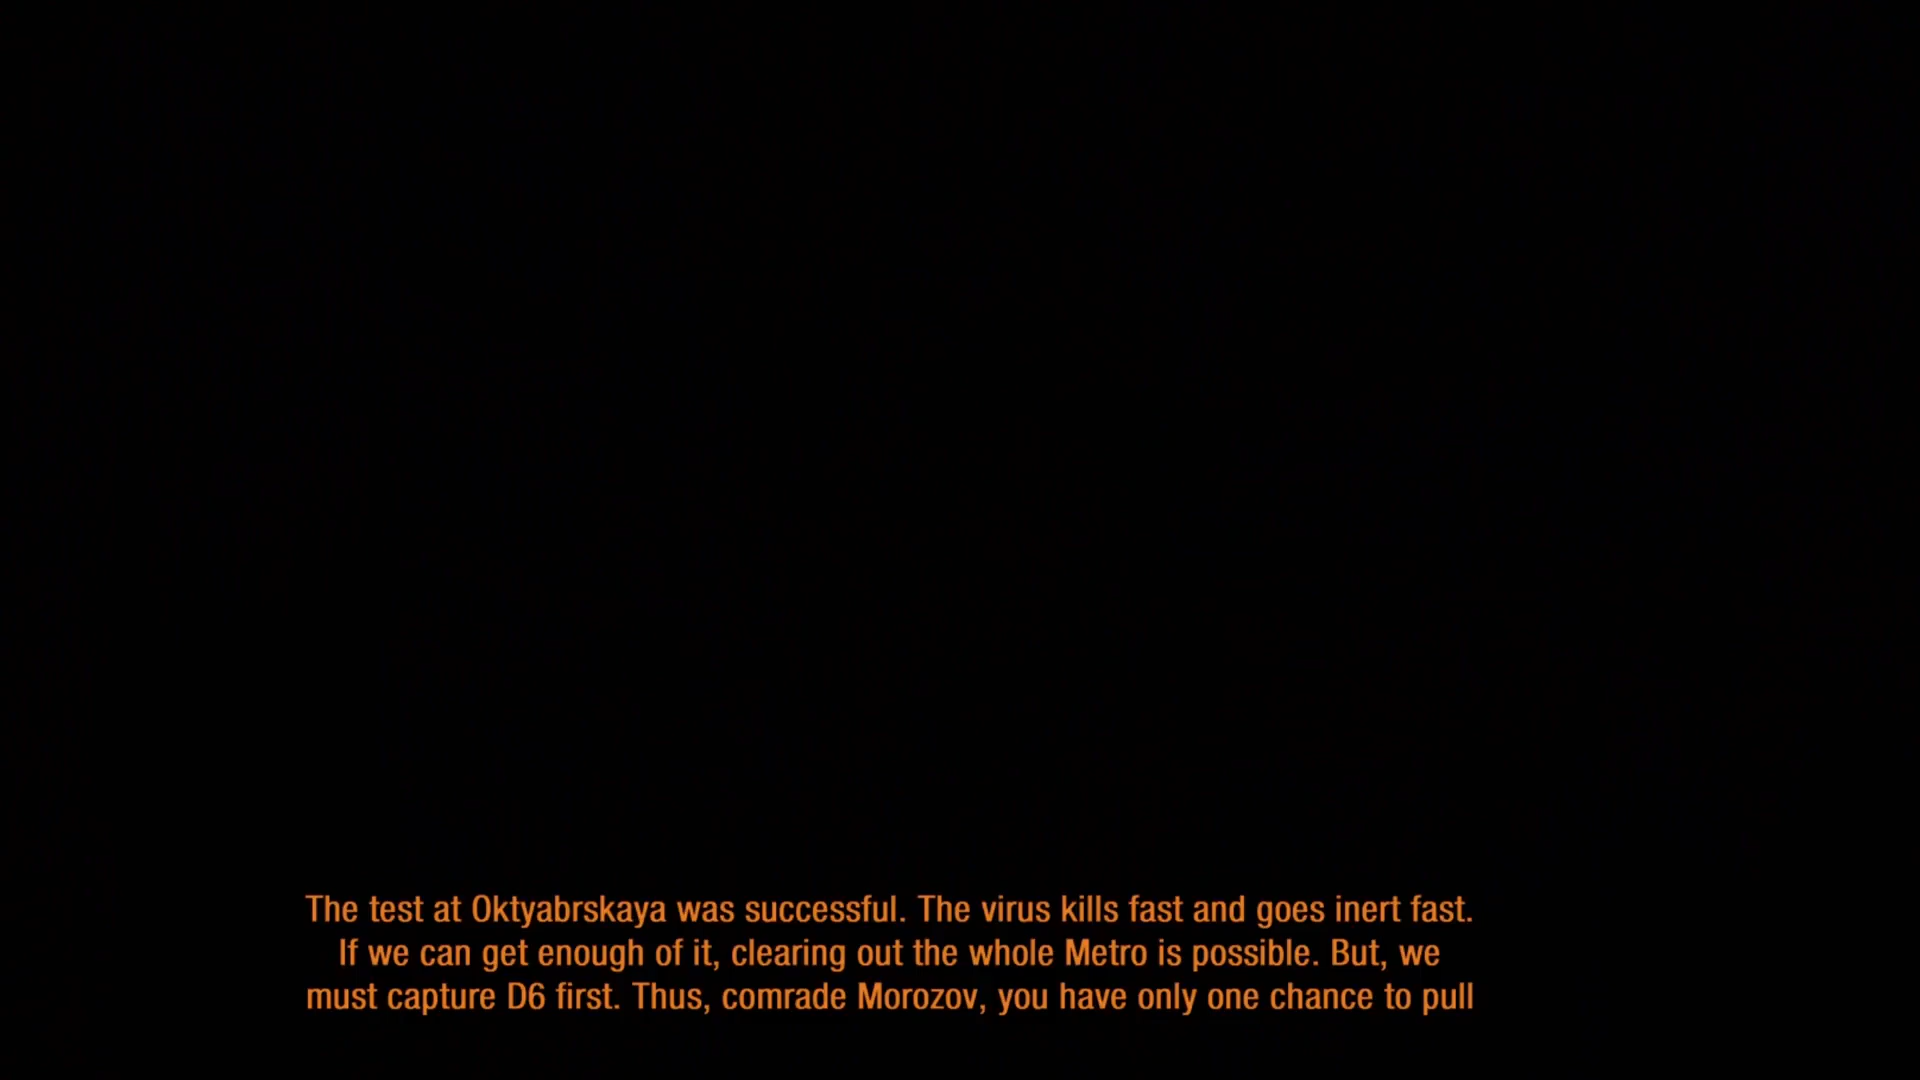 The test at Oktyabrskaya was successful. The virus kills fast and goes inert fast.
If we can get enough of it, clearing out the whole Metro is possible. But, we
must capture D6 first. Thus, comrade Morozov, you have only one chance to pull